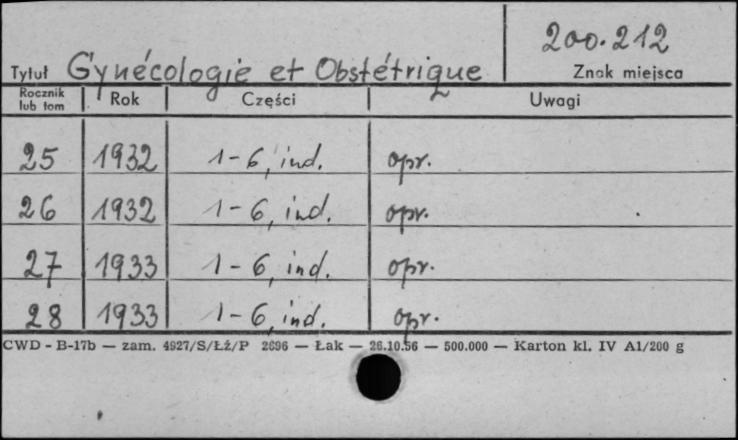 200.212
Tytuł Gynécologie et Obstétrique Znak miejsca
Rocznik lub tom Rok Części Uwagi
25 1932 1-6, ind. opr.
26 1932 1-6, ind. opr.
27 1933 1-6, ind. opr.
28 1933 1-6, ind. opr.
CWD - B-17b — zam. 4927/S/Łź/P 2696 — Łak — 26.10.56 — 500.000 — Karton kl. IV A1/200 g